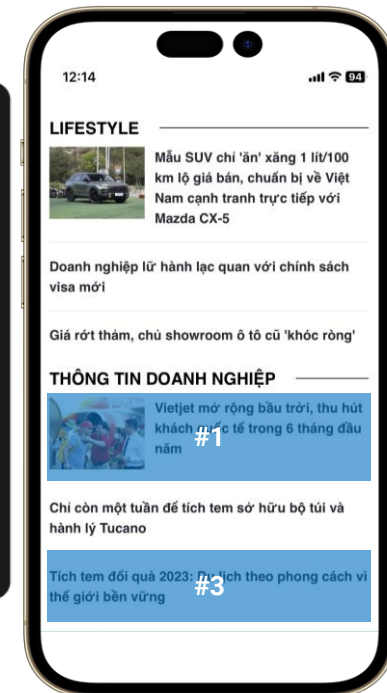 12:14
94
LIFESTYLE
Mẫu SUV chỉ 'ăn' xăng 1 lít/100
km lộ giá bán, chuẩn bị về Việt
Nam cạnh tranh trực tiếp với
Mazda CX-5
Doanh nghiệp lữ hành lạc quan với chính sách
visa mới
Giá rớt thảm, chủ showroom ô tô cũ 'khóc ròng'
THÔNG TIN DOANH NGHIỆP
Vietjet mở rộng bầu trời, thu hút
khách quốc tế trong 6 tháng đầu
năm
#1
Chỉ còn một tuần để tích tem sở hữu bộ túi và
hành lý Tucano
Tích tem đổi quà 2023: Du lịch theo phong cách vì
thế giới bền vững
#3